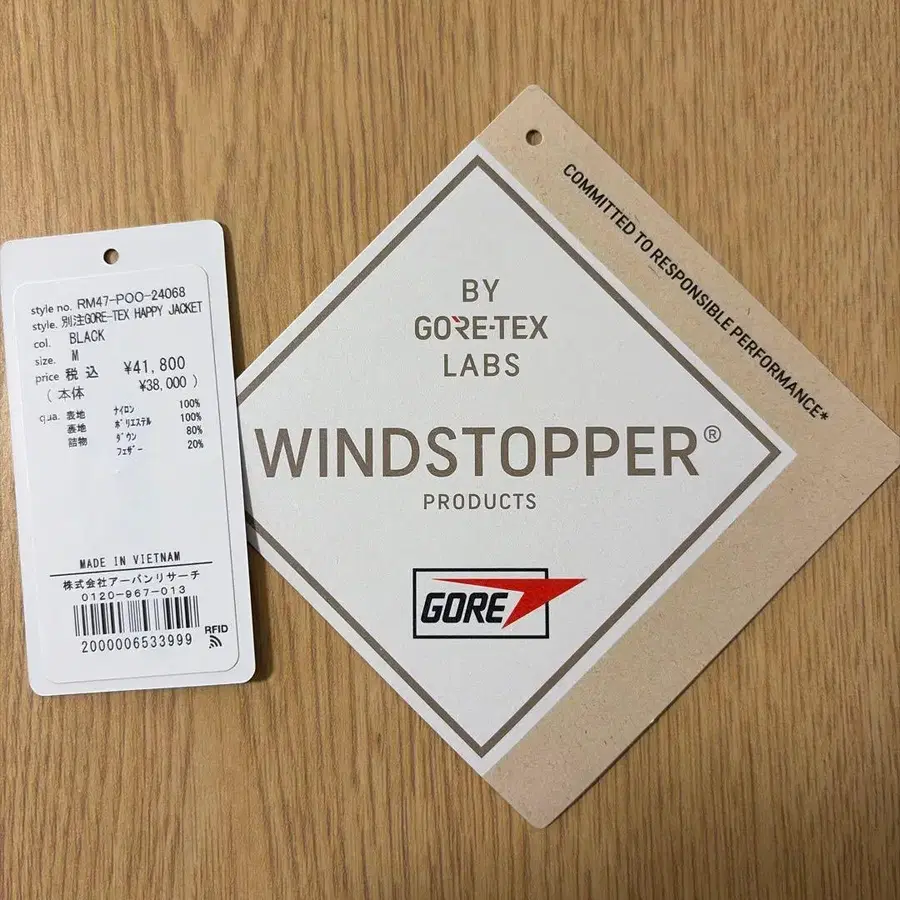 style no. RM47-P00-24068
style. 別注GORE-TEX HAPPY JACKET
col. BLACK
size. M
price 税込 ¥41,800
(本体 ¥38,000)
qua. 表地 ナイロン 100%
裏地 ポリエステル 100%
詰物 ダウン 80%
フェザー 20%
MADE IN VIETNAM
株式会社アーバンリサーチ
0120-967-013
2000006533999
RFID
COMMITTED TO RESPONSIBLE PERFORMANCE*
BY
GORE-TEX
LABS
WINDSTOPPER®
PRODUCTS
GORE